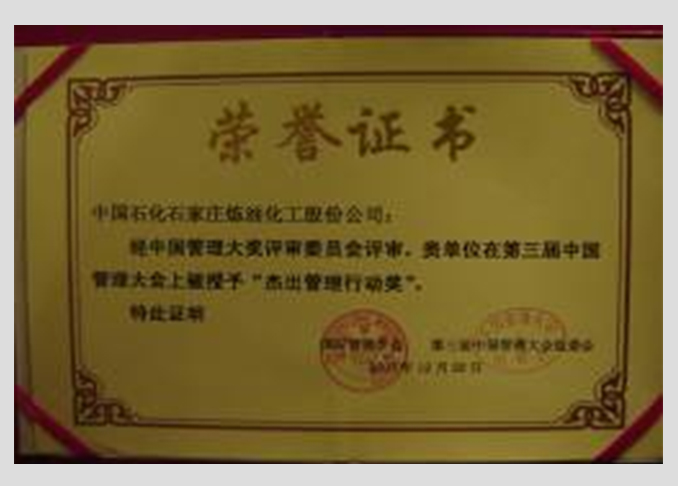 荣誉证书
中国石化石家庄炼油化工股份公司：
经中国管理大奖评审委员会评审，贵单位在第三届中国
管理大会上被授予“杰出管理行动奖”。
特此证明
第三届中国管理大会组委会